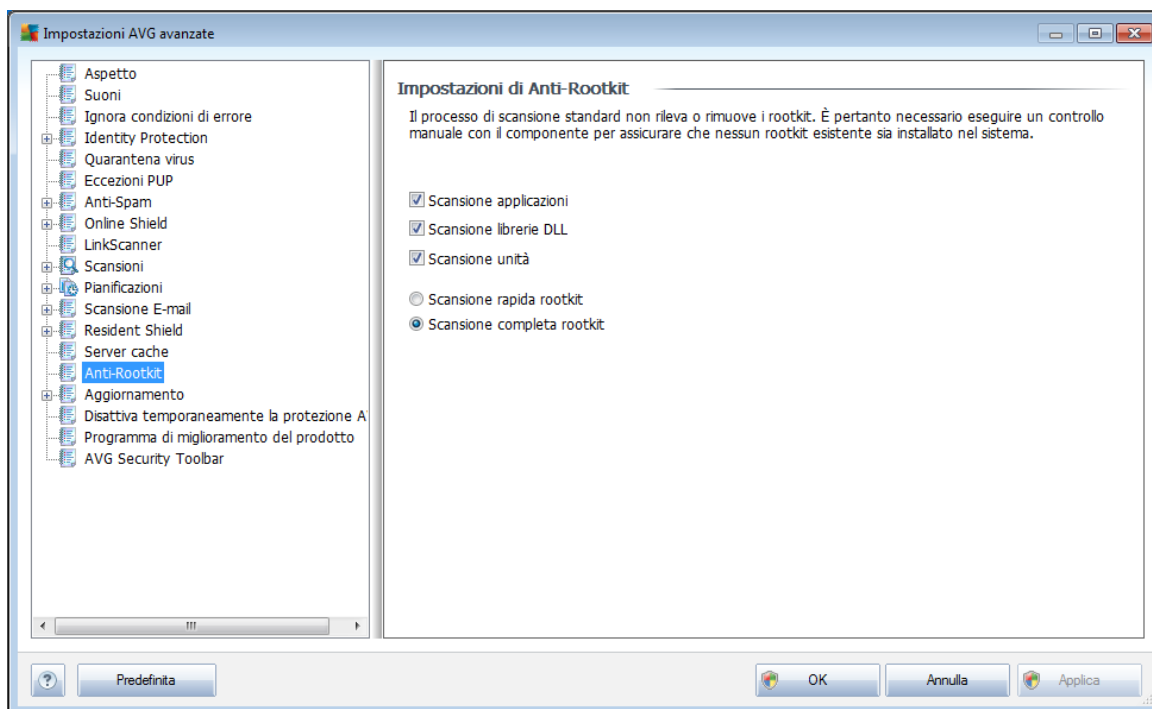 Impostazioni AVG avanzate
Aspetto
Suoni
Ignora condizioni di errore
Identity Protection
Quarantena virus
Eccezioni PUP
Anti-Spam
Online Shield
LinkScanner
Scansioni
Pianificazioni
Scansione E-mail
Resident Shield
Server cache
Anti-Rootkit
Aggiornamento
Disattiva temporaneamente la protezione A
Programma di miglioramento del prodotto
AVG Security Toolbar
Impostazioni di Anti-Rootkit
Il processo di scansione standard non rileva o rimuove i rootkit. È pertanto necessario eseguire un controllo
manuale con il componente per assicurare che nessun rootkit esistente sia installato nel sistema.
Scansione applicazioni
Scansione librerie DLL
Scansione unità
Scansione rapida rootkit
Scansione completa rootkit
?
Predefinita
OK
Annulla
Applica